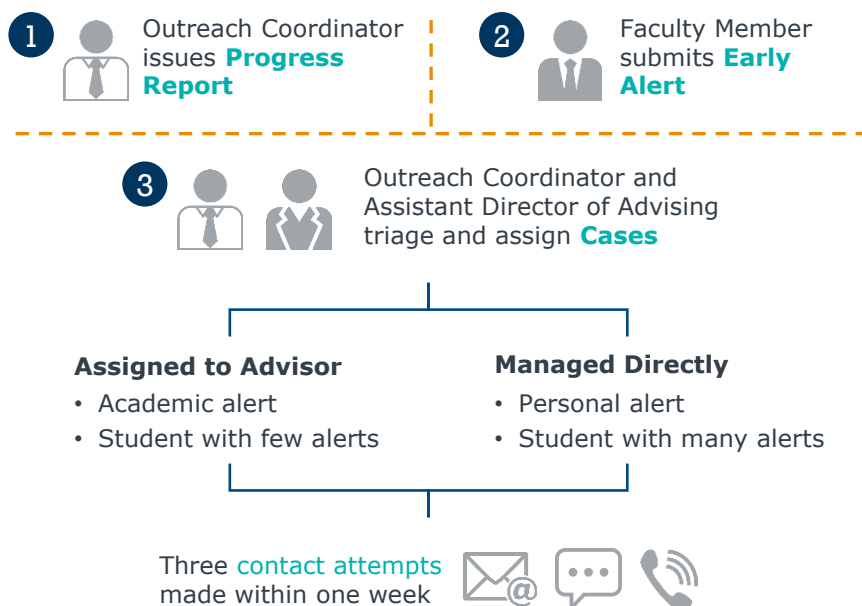 1
Outreach Coordinator
issues Progress
Report
2
Faculty Member
submits Early
Alert
3
Outreach Coordinator and
Assistant Director of Advising
triage and assign Cases
Assigned to Advisor
• Academic alert
• Student with few alerts
Managed Directly
• Personal alert
• Student with many alerts
Three contact attempts
made within one week
@